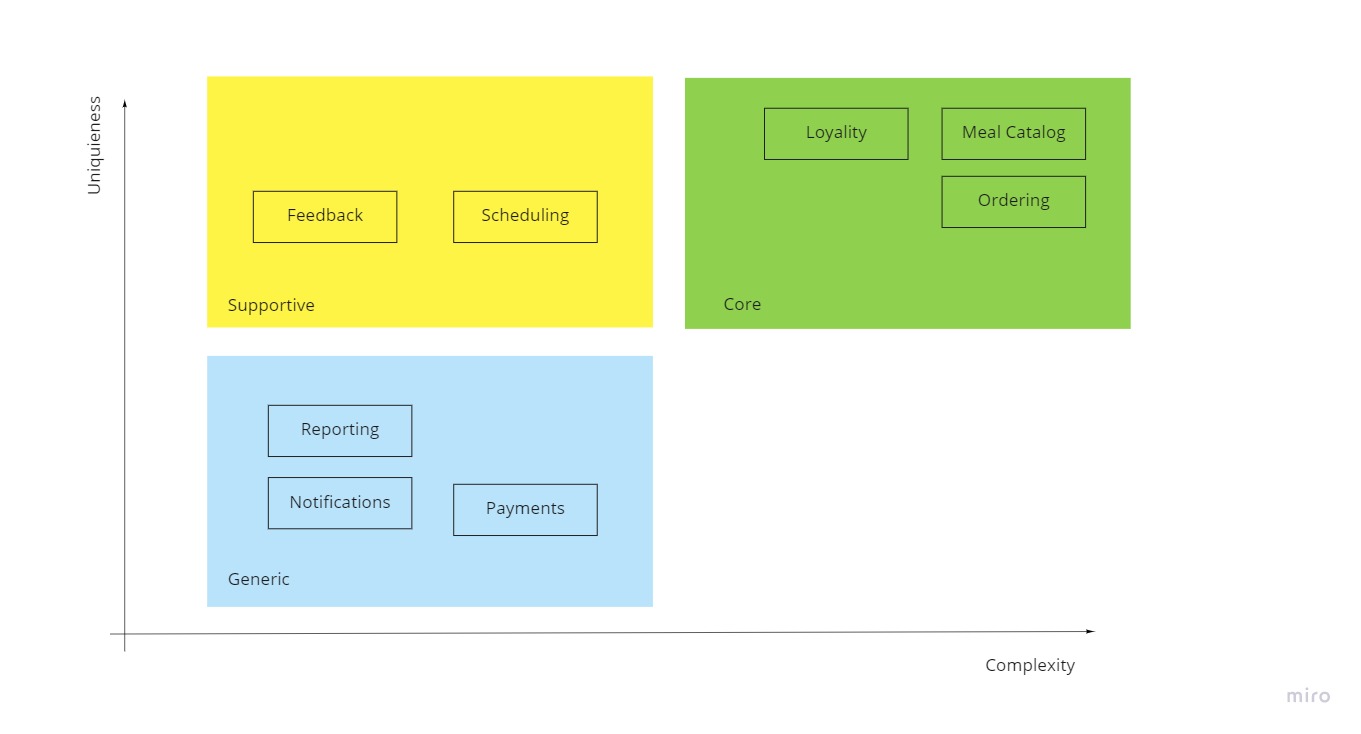 Uniquieness
Loyality
Meal Catalog
Ordering
Feedback
Scheduling
Supportive
Core
Reporting
Notifications
Payments
Generic
Complexity
miro